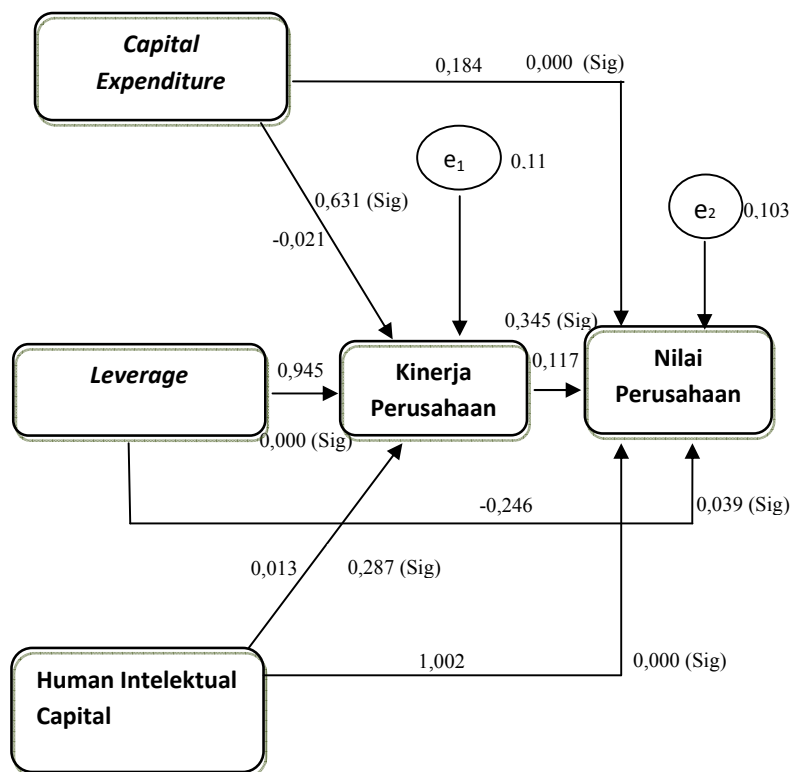 Capital
Expenditure
0,184 0,000 (Sig)
e₁ 0,11
e₂ 0,103
0,631 (Sig)
-0,021
0,345 (Sig)
Leverage
0,945
0,000 (Sig)
Kinerja
Perusahaan
0,117
Nilai
Perusahaan
-0,246 0,039 (Sig)
0,013 0,287 (Sig)
1,002 0,000 (Sig)
Human Intelektual
Capital